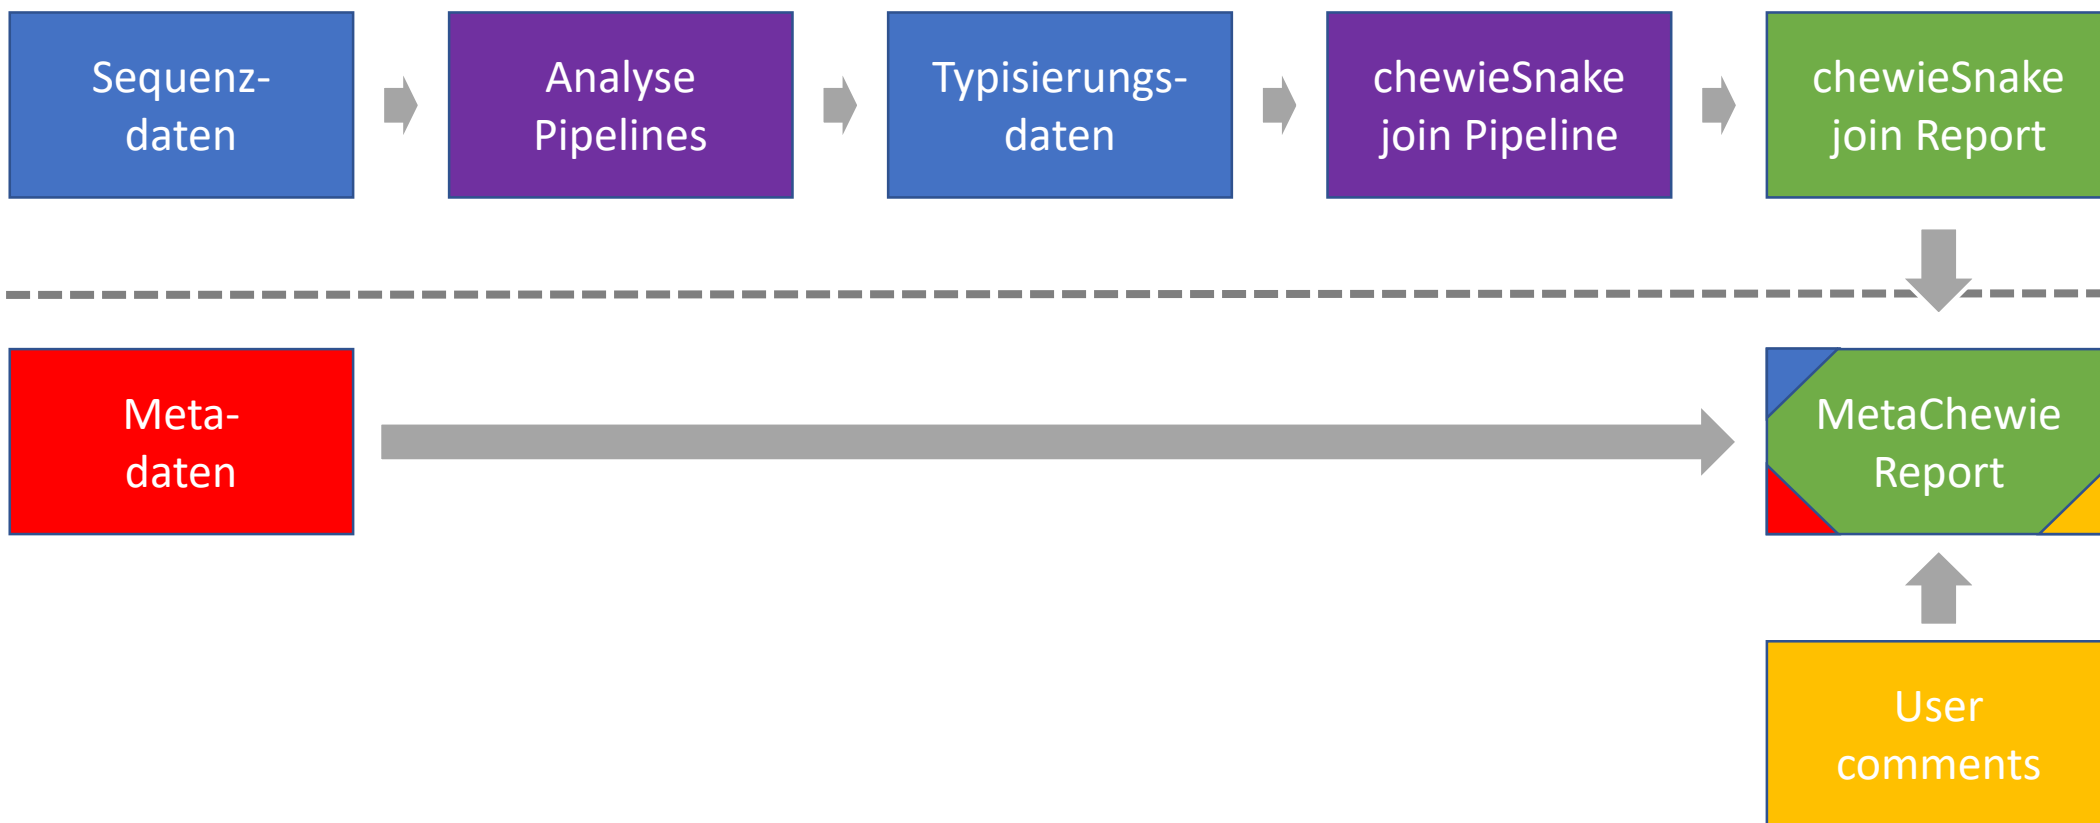 Sequenz-
daten
Analyse
Pipelines
Typisierungs-
daten
chewieSnake
join Pipeline
chewieSnake
join Report
Meta-
daten
MetaChewie
Report
User
comments